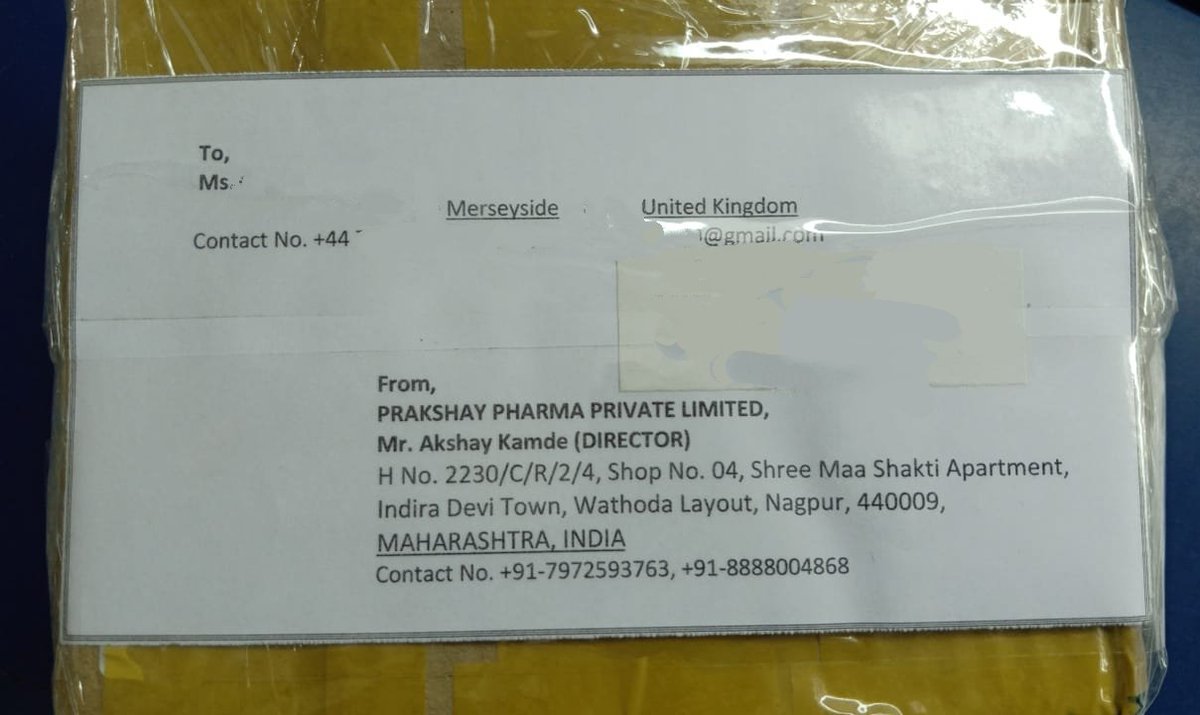 To,
Ms.
Merseyside United Kingdom
Contact No. +44 @gmail.com
From,
PRAKSHAY PHARMA PRIVATE LIMITED,
Mr. Akshay Kamde (DIRECTOR)
H No. 2230/C/R/2/4, Shop No. 04, Shree Maa Shakti Apartment,
Indira Devi Town, Wathoda Layout, Nagpur, 440009,
MAHARASHTRA, INDIA
Contact No. +91-7972593763, +91-8888004868